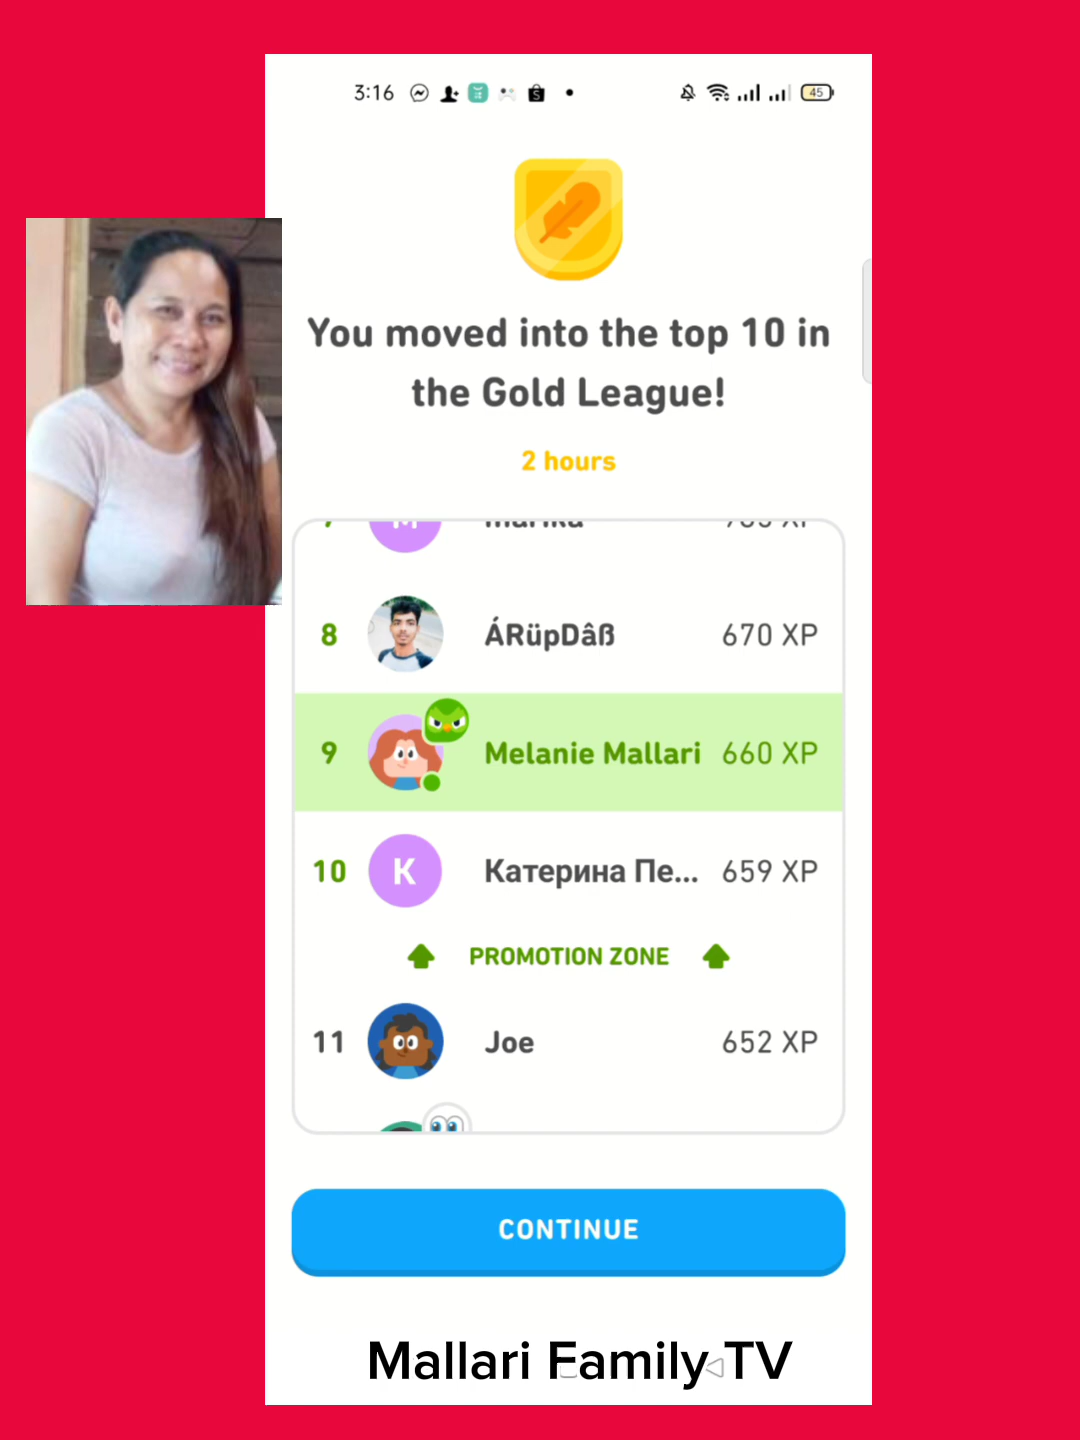 3:16
45
You moved into the top 10 in
the Gold League!
2 hours
8 ÁRüpDâß 670 XP
9 Melanie Mallari 660 XP
10 K Катерина Пе... 659 XP
PROMOTION ZONE
11 Joe 652 XP
CONTINUE
Mallari Family TV